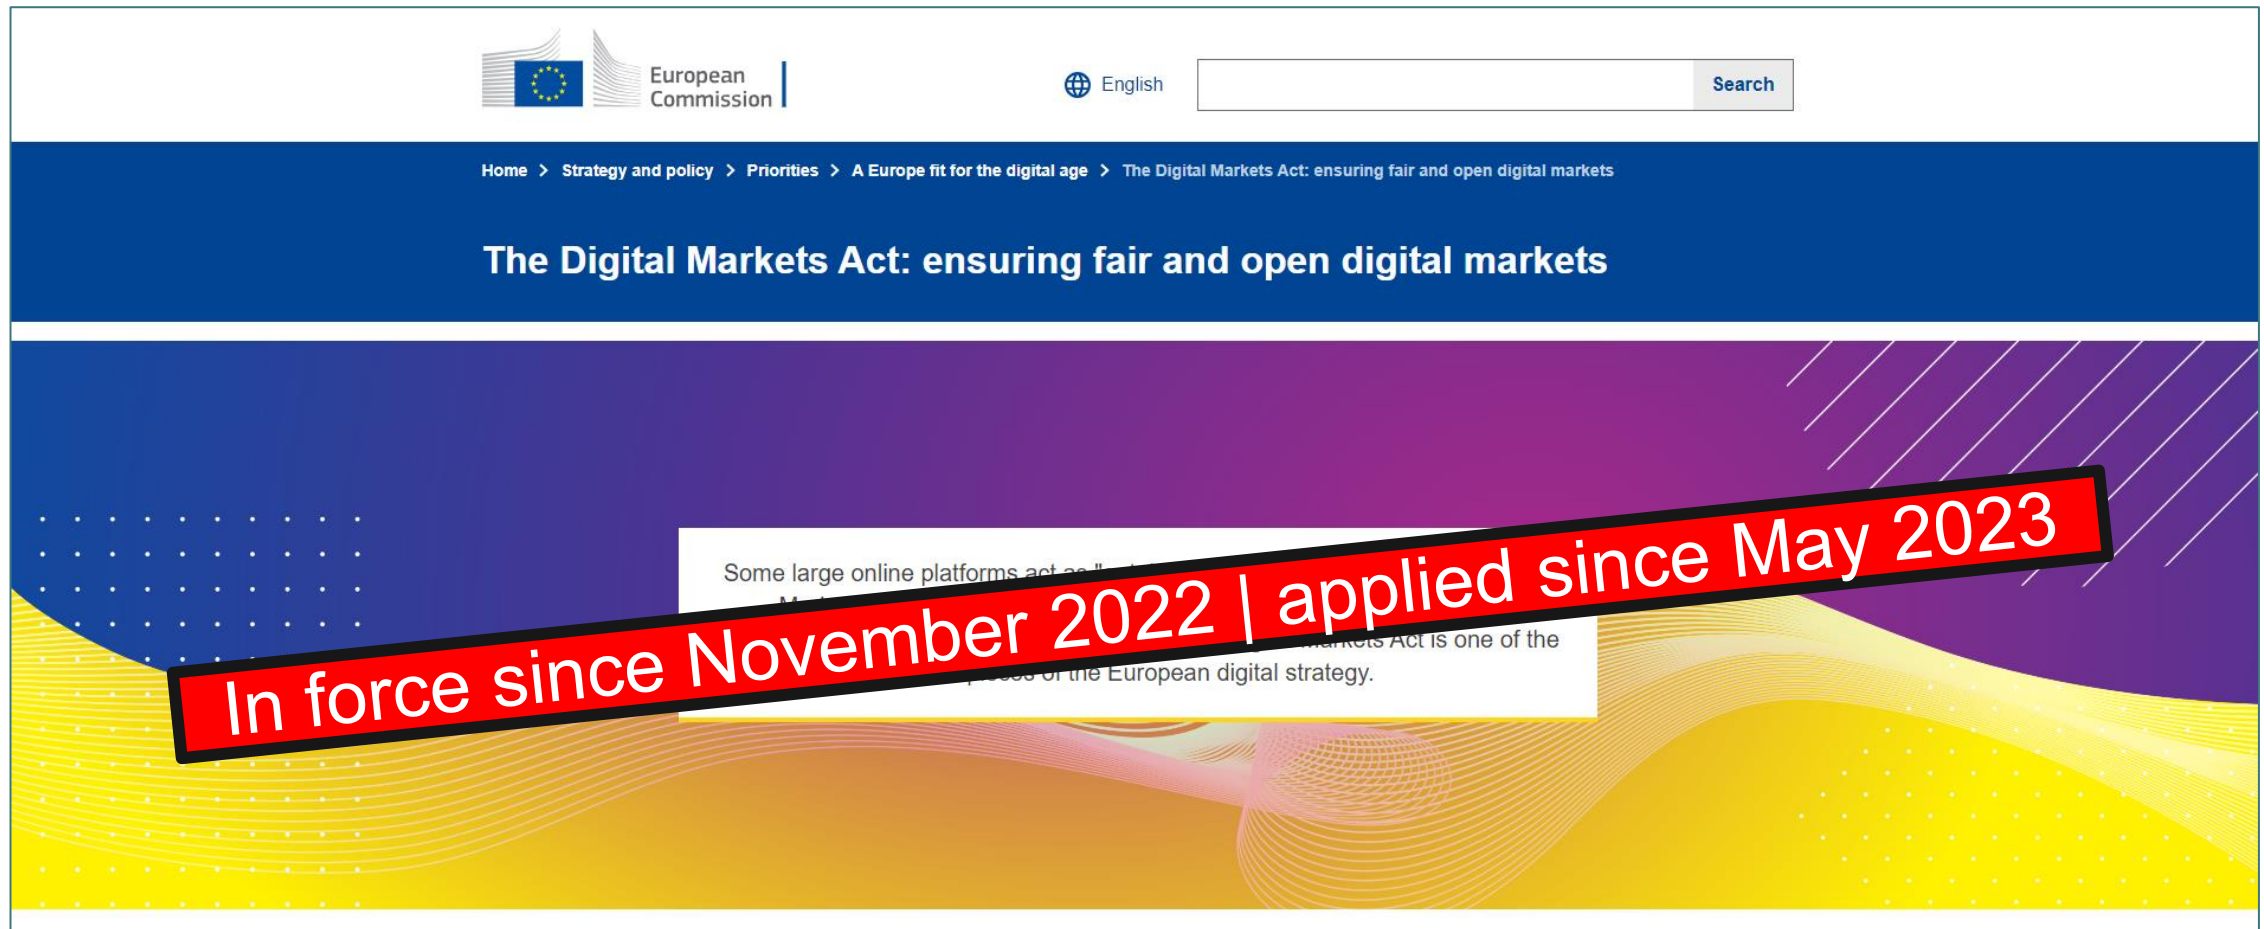 European
Commission
English
Search
Home > Strategy and policy > Priorities > A Europe fit for the digital age > The Digital Markets Act: ensuring fair and open digital markets
The Digital Markets Act: ensuring fair and open digital markets
Some large online platforms act as
In force since November 2022 | applied since May 2023
Markets Act is one of the
of the European digital strategy.